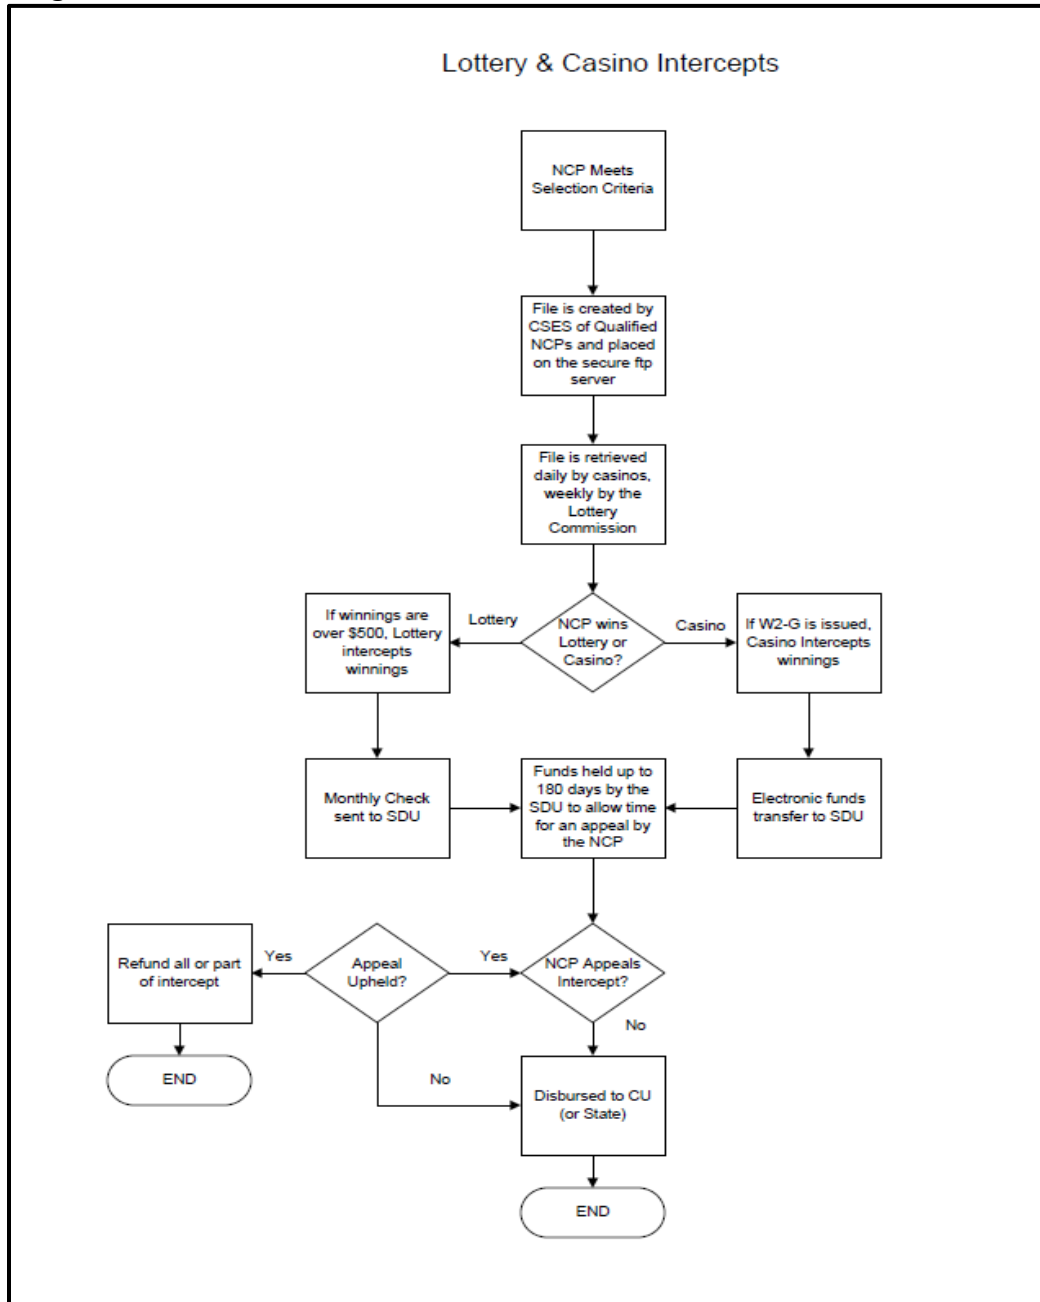 Lottery & Casino Intercepts
NCP Meets
Selection Criteria
File is created by
CSES of Qualified
NCPs and placed
on the secure ftp
server
File is retrieved
daily by casinos,
weekly by the
Lottery
Commission
If winnings are
over $500, Lottery
intercepts
winnings
Lottery
NCP wins
Lottery or
Casino?
Casino
If W2-G is issued,
Casino Intercepts
winnings
Monthly Check
sent to SDU
Funds held up to
180 days by the
SDU to allow time
for an appeal by
the NCP
Electronic funds
transfer to SDU
Refund all or part
of intercept
Yes
Appeal
Upheld?
Yes
NCP Appeals
Intercept?
No
END
No
Disbursed to CU
(or State)
END